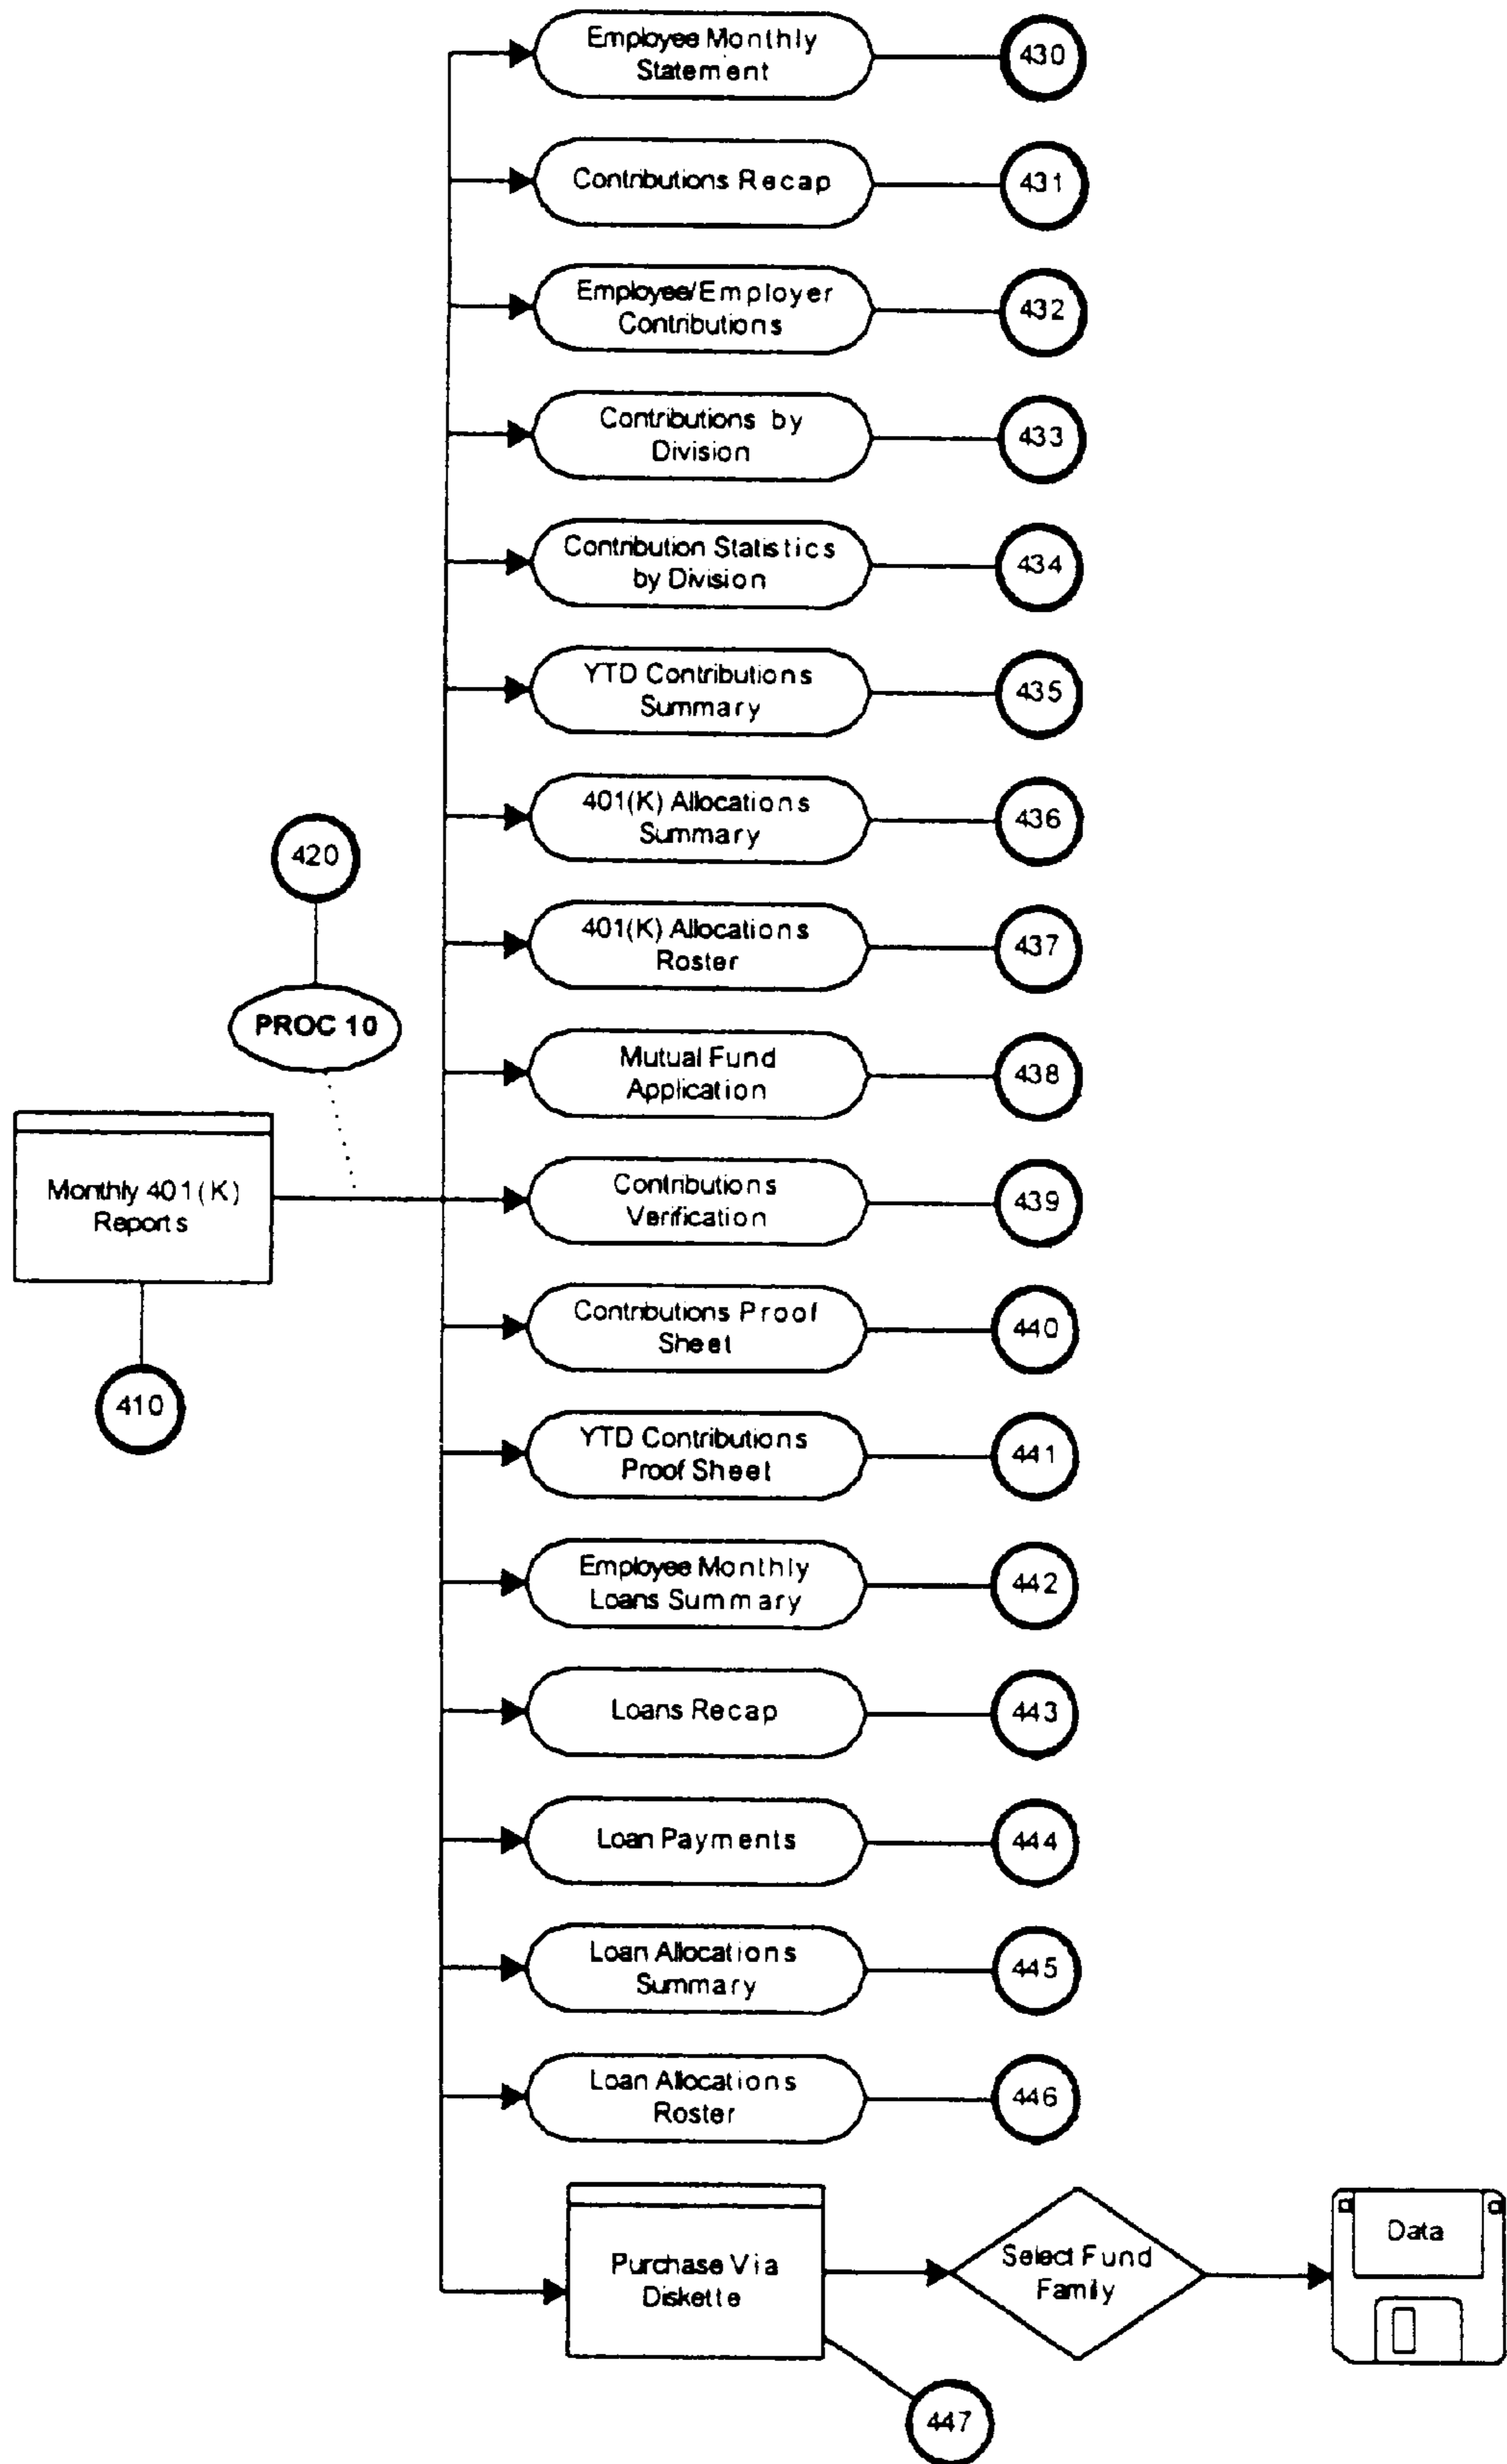 Employee Monthly
Statement
430
Contributions Recap
431
Employee/Employer
Contributions
432
Contributions by
Division
433
Contribution Statistics
by Division
434
YTD Contributions
Summary
435
401(K) Allocations
Summary
436
420
401(K) Allocations
Roster
437
PROC 10
Mutual Fund
Application
438
Monthly 401(K)
Reports
Contributions
Verification
439
410
Contributions Proof
Sheet
440
YTD Contributions
Proof Sheet
441
Employee Monthly
Loans Summary
442
Loans Recap
443
Loan Payments
444
Loan Allocations
Summary
445
Loan Allocations
Roster
446
Purchase Via
Diskette
Select Fund
Family
Data
447